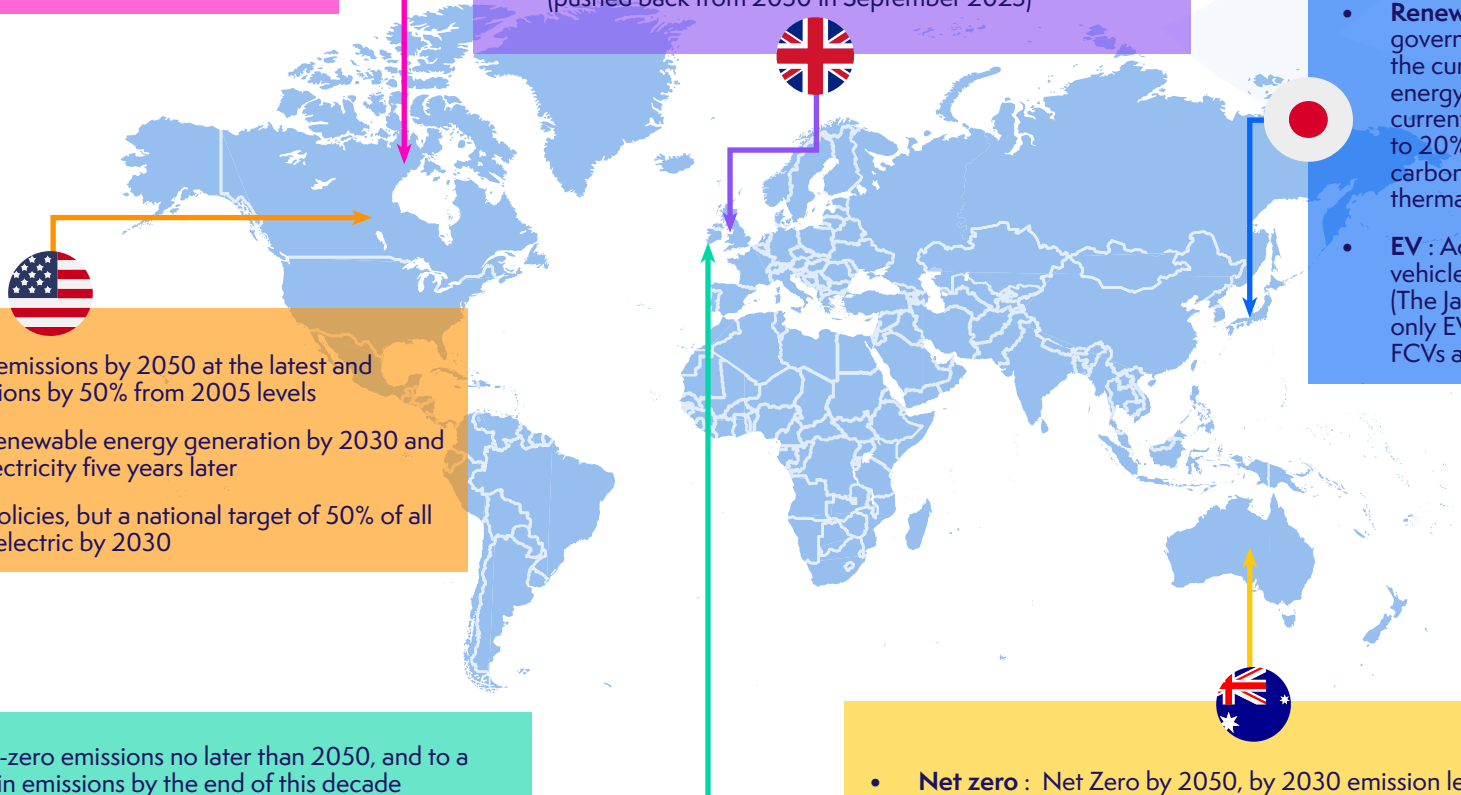 (pushed back from 2030 in September 2023)
• Renew
govern
the cur
energy
current
to 20%
carbon
therma
• EV : Ac
vehicle
(The Ja
only EV
FCVs a
emissions by 2050 at the latest and
ions by 50% from 2005 levels
enewable energy generation by 2030 and
ectricity five years later
olicies, but a national target of 50% of all
electric by 2030
-zero emissions no later than 2050, and to a
in emissions by the end of this decade
• Net zero : Net Zero by 2050, by 2030 emission le